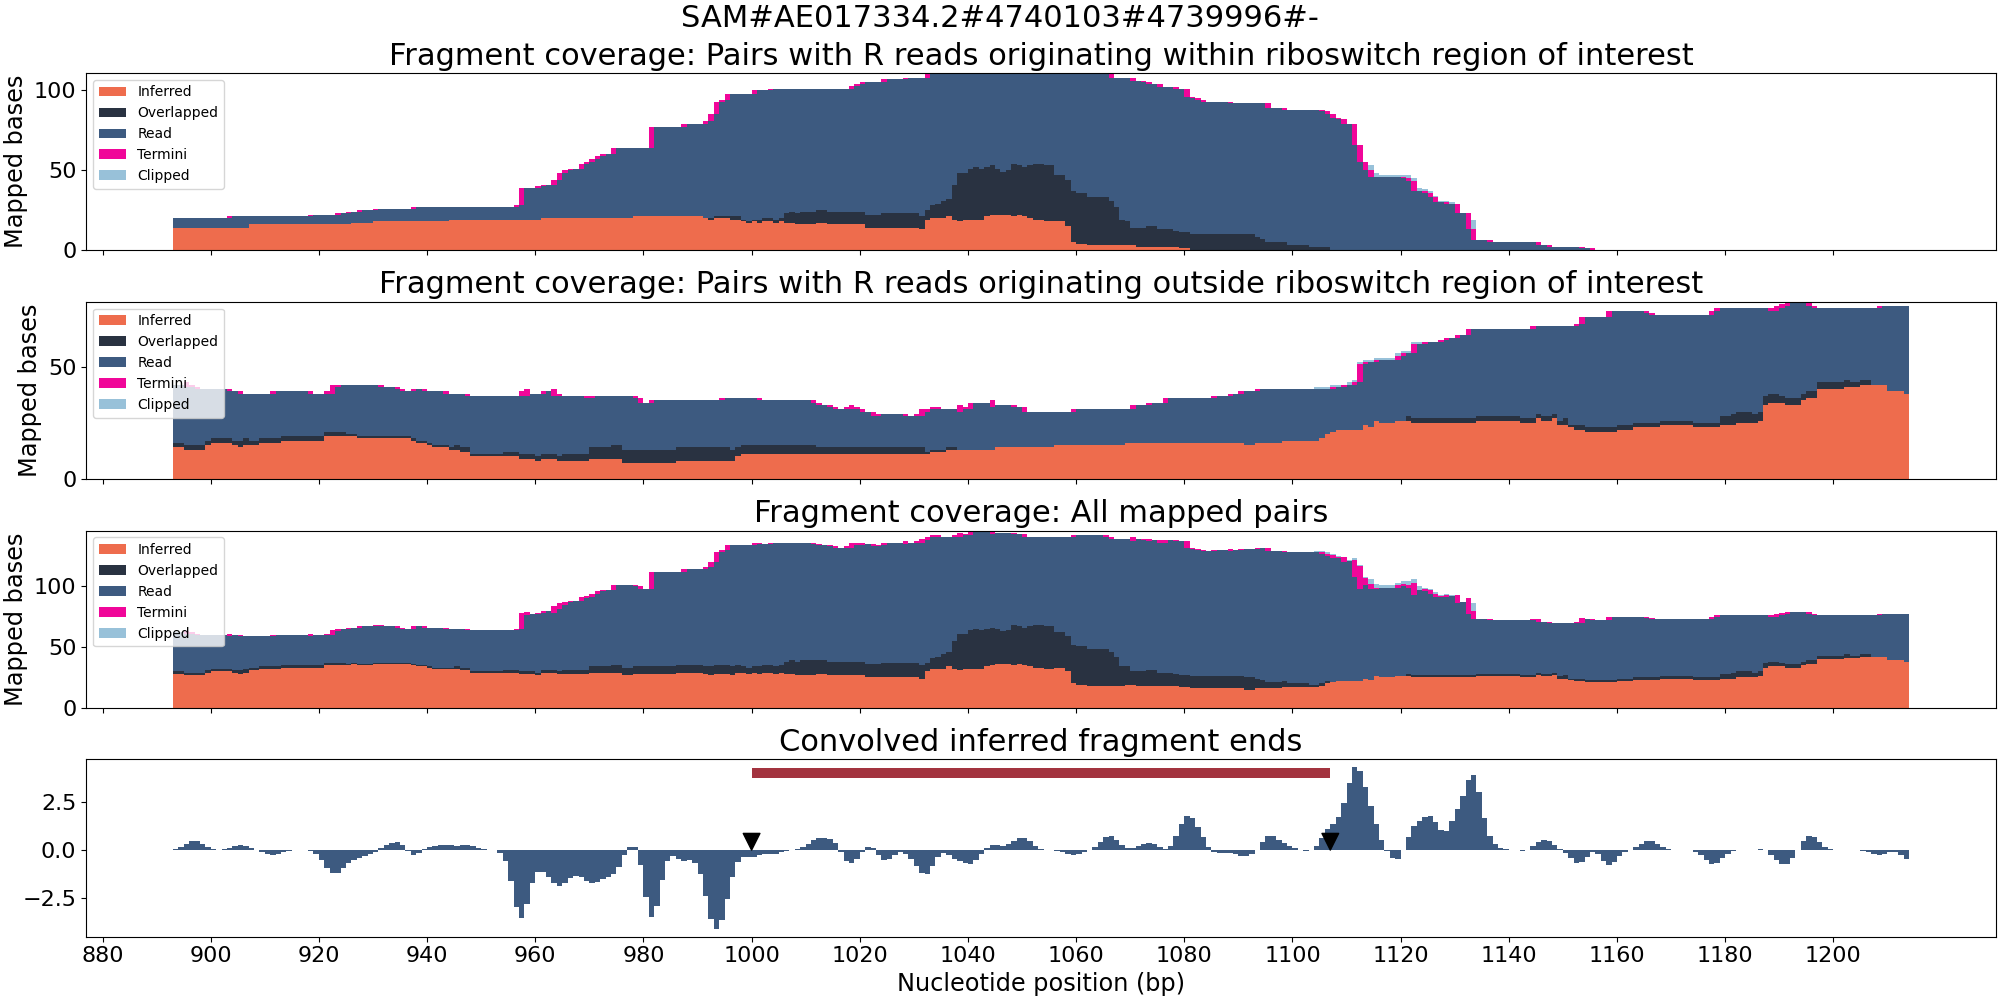 SAM#AE017334.2#4740103#4739996#-
Fragment coverage: Pairs with R reads originating within riboswitch region of interest
Mapped bases
100
50
0
Inferred
Overlapped
Read
Termini
Clipped
Fragment coverage: Pairs with R reads originating outside riboswitch region of interest
Mapped bases
50
0
Inferred
Overlapped
Read
Termini
Clipped
Fragment coverage: All mapped pairs
Mapped bases
100
50
0
Inferred
Overlapped
Read
Termini
Clipped
Convolved inferred fragment ends
2.5
0.0
−2.5
880 900 920 940 960 980 1000 1020 1040 1060 1080 1100 1120 1140 1160 1180 1200
Nucleotide position (bp)